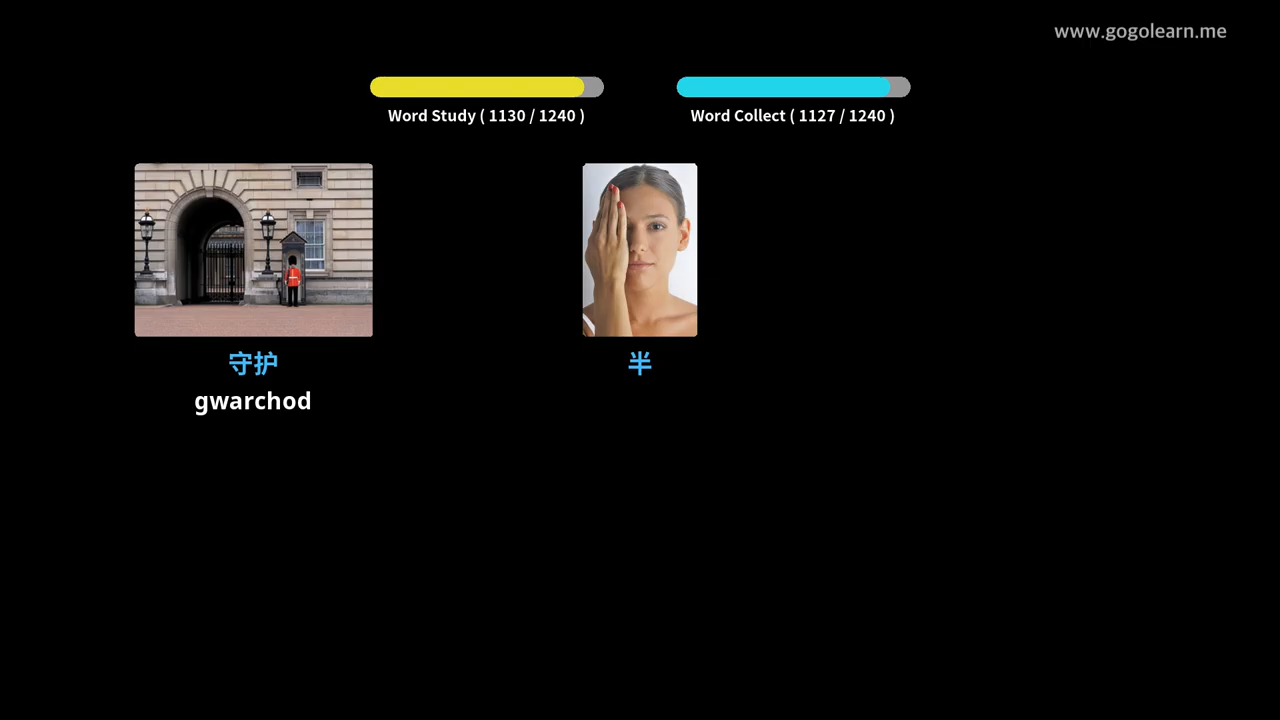 www.gogolearn.me
Word Study ( 1130 / 1240 )
Word Collect ( 1127 / 1240 )
守护
半
gwarchod